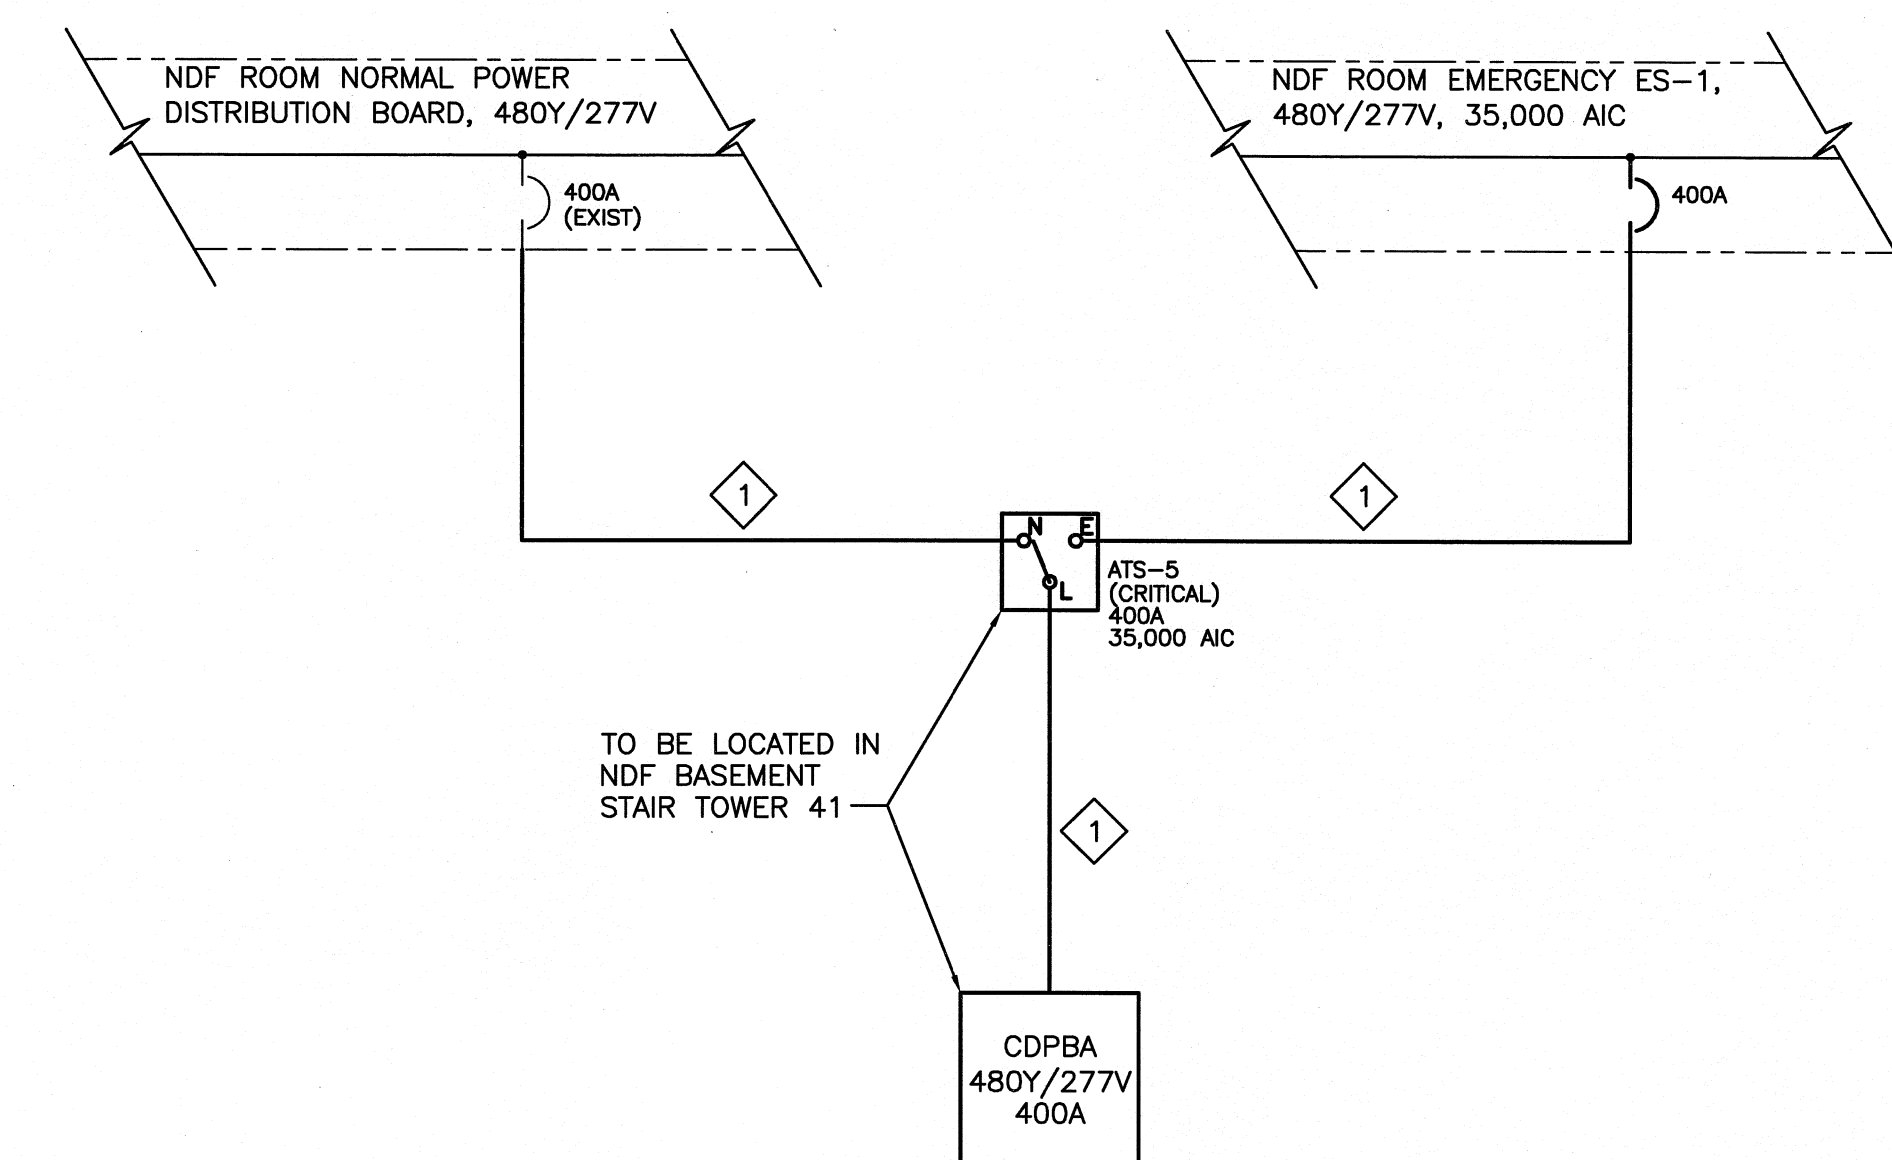 NDF ROOM NORMAL POWER
DISTRIBUTION BOARD, 480Y/277V
400A
(EXIST)
NDF ROOM EMERGENCY ES-1,
480Y/277V, 35,000 AIC
400A
1
1
N E
L
ATS-5
(CRITICAL)
400A
35,000 AIC
TO BE LOCATED IN
NDF BASEMENT
STAIR TOWER 41
1
CDPBA
480Y/277V
400A